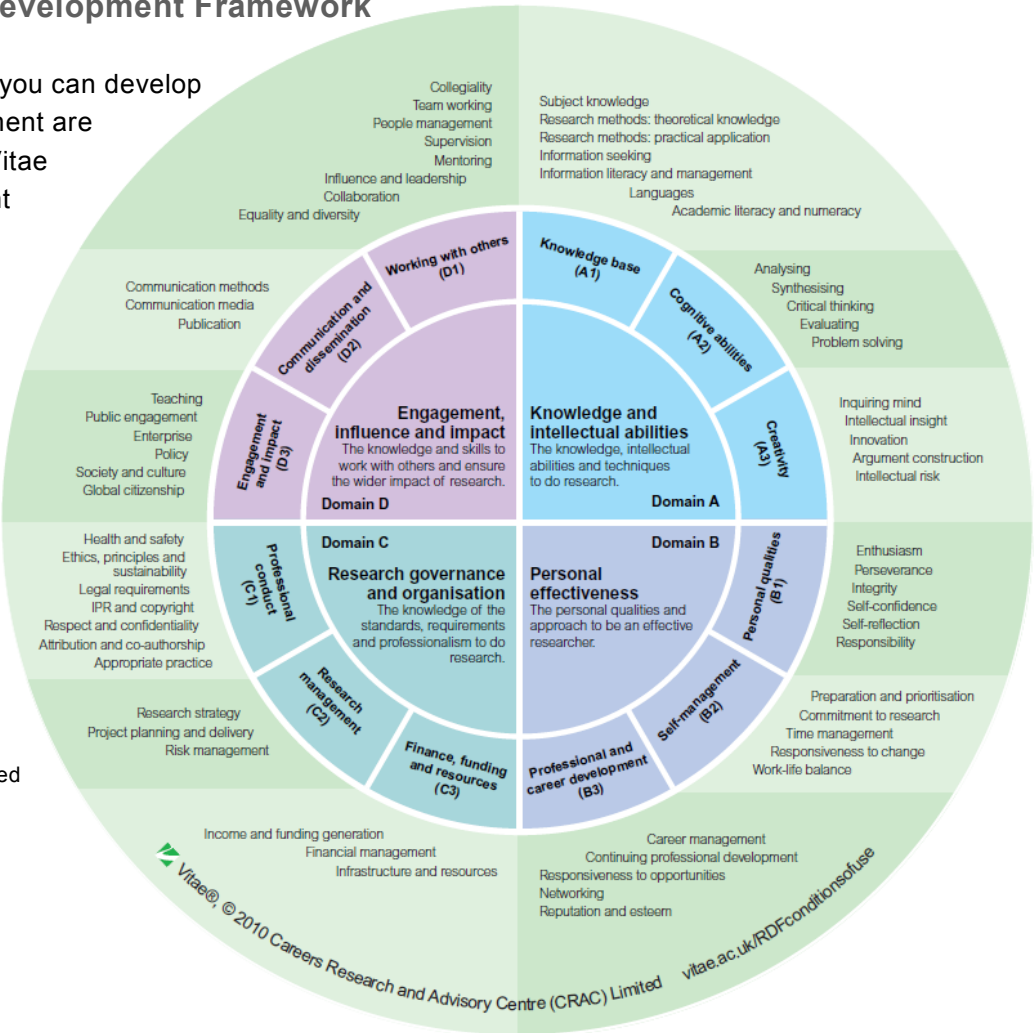 evelopment Framework
you can develop
nent are
itae
nt
ed
Collegiality
Team working
People management
Supervision
Mentoring
Influence and leadership
Collaboration
Equality and diversity
Subject knowledge
Research methods: theoretical knowledge
Research methods: practical application
Information seeking
Information literacy and management
Languages
Academic literacy and numeracy
Communication methods
Communication media
Publication
Analysing
Synthesising
Critical thinking
Evaluating
Problem solving
Teaching
Public engagement
Enterprise
Policy
Society and culture
Global citizenship
Inquiring mind
Intellectual insight
Innovation
Argument construction
Intellectual risk
Health and safety
Ethics, principles and
sustainability
Legal requirements
IPR and copyright
Respect and confidentiality
Attribution and co-authorship
Appropriate practice
Enthusiasm
Perseverance
Integrity
Self-confidence
Self-reflection
Responsibility
Research strategy
Project planning and delivery
Risk management
Preparation and prioritisation
Commitment to research
Time management
Responsiveness to change
Work-life balance
Income and funding generation
Financial management
Infrastructure and resources
Career management
Continuing professional development
Responsiveness to opportunities
Networking
Reputation and esteem
Working with others
(D1)
Knowledge base
(A1)
Communication and
dissemination
(D2)
Cognitive abilities
(A2)
Engagement
and impact
(D3)
Creativity
(A3)
Engagement,
influence and impact
The knowledge and skills to
work with others and ensure
the wider impact of research.
Domain D
Knowledge and
intellectual abilities
The knowledge, intellectual
abilities and techniques
to do research.
Domain A
Domain C
Research governance
and organisation
The knowledge of the
standards, requirements
and professionalism to do
research.
Domain B
Personal
effectiveness
The personal qualities and
approach to be an effective
researcher.
Professional
conduct
(C1)
Personal qualities
(B1)
Research
management
(C2)
Self-management
(B2)
Finance, funding
and resources
(C3)
Professional and
career development
(B3)
Vitae®, © 2010 Careers Research and Advisory Centre (CRAC) Limited
vitae.ac.uk/RDFconditionsofuse